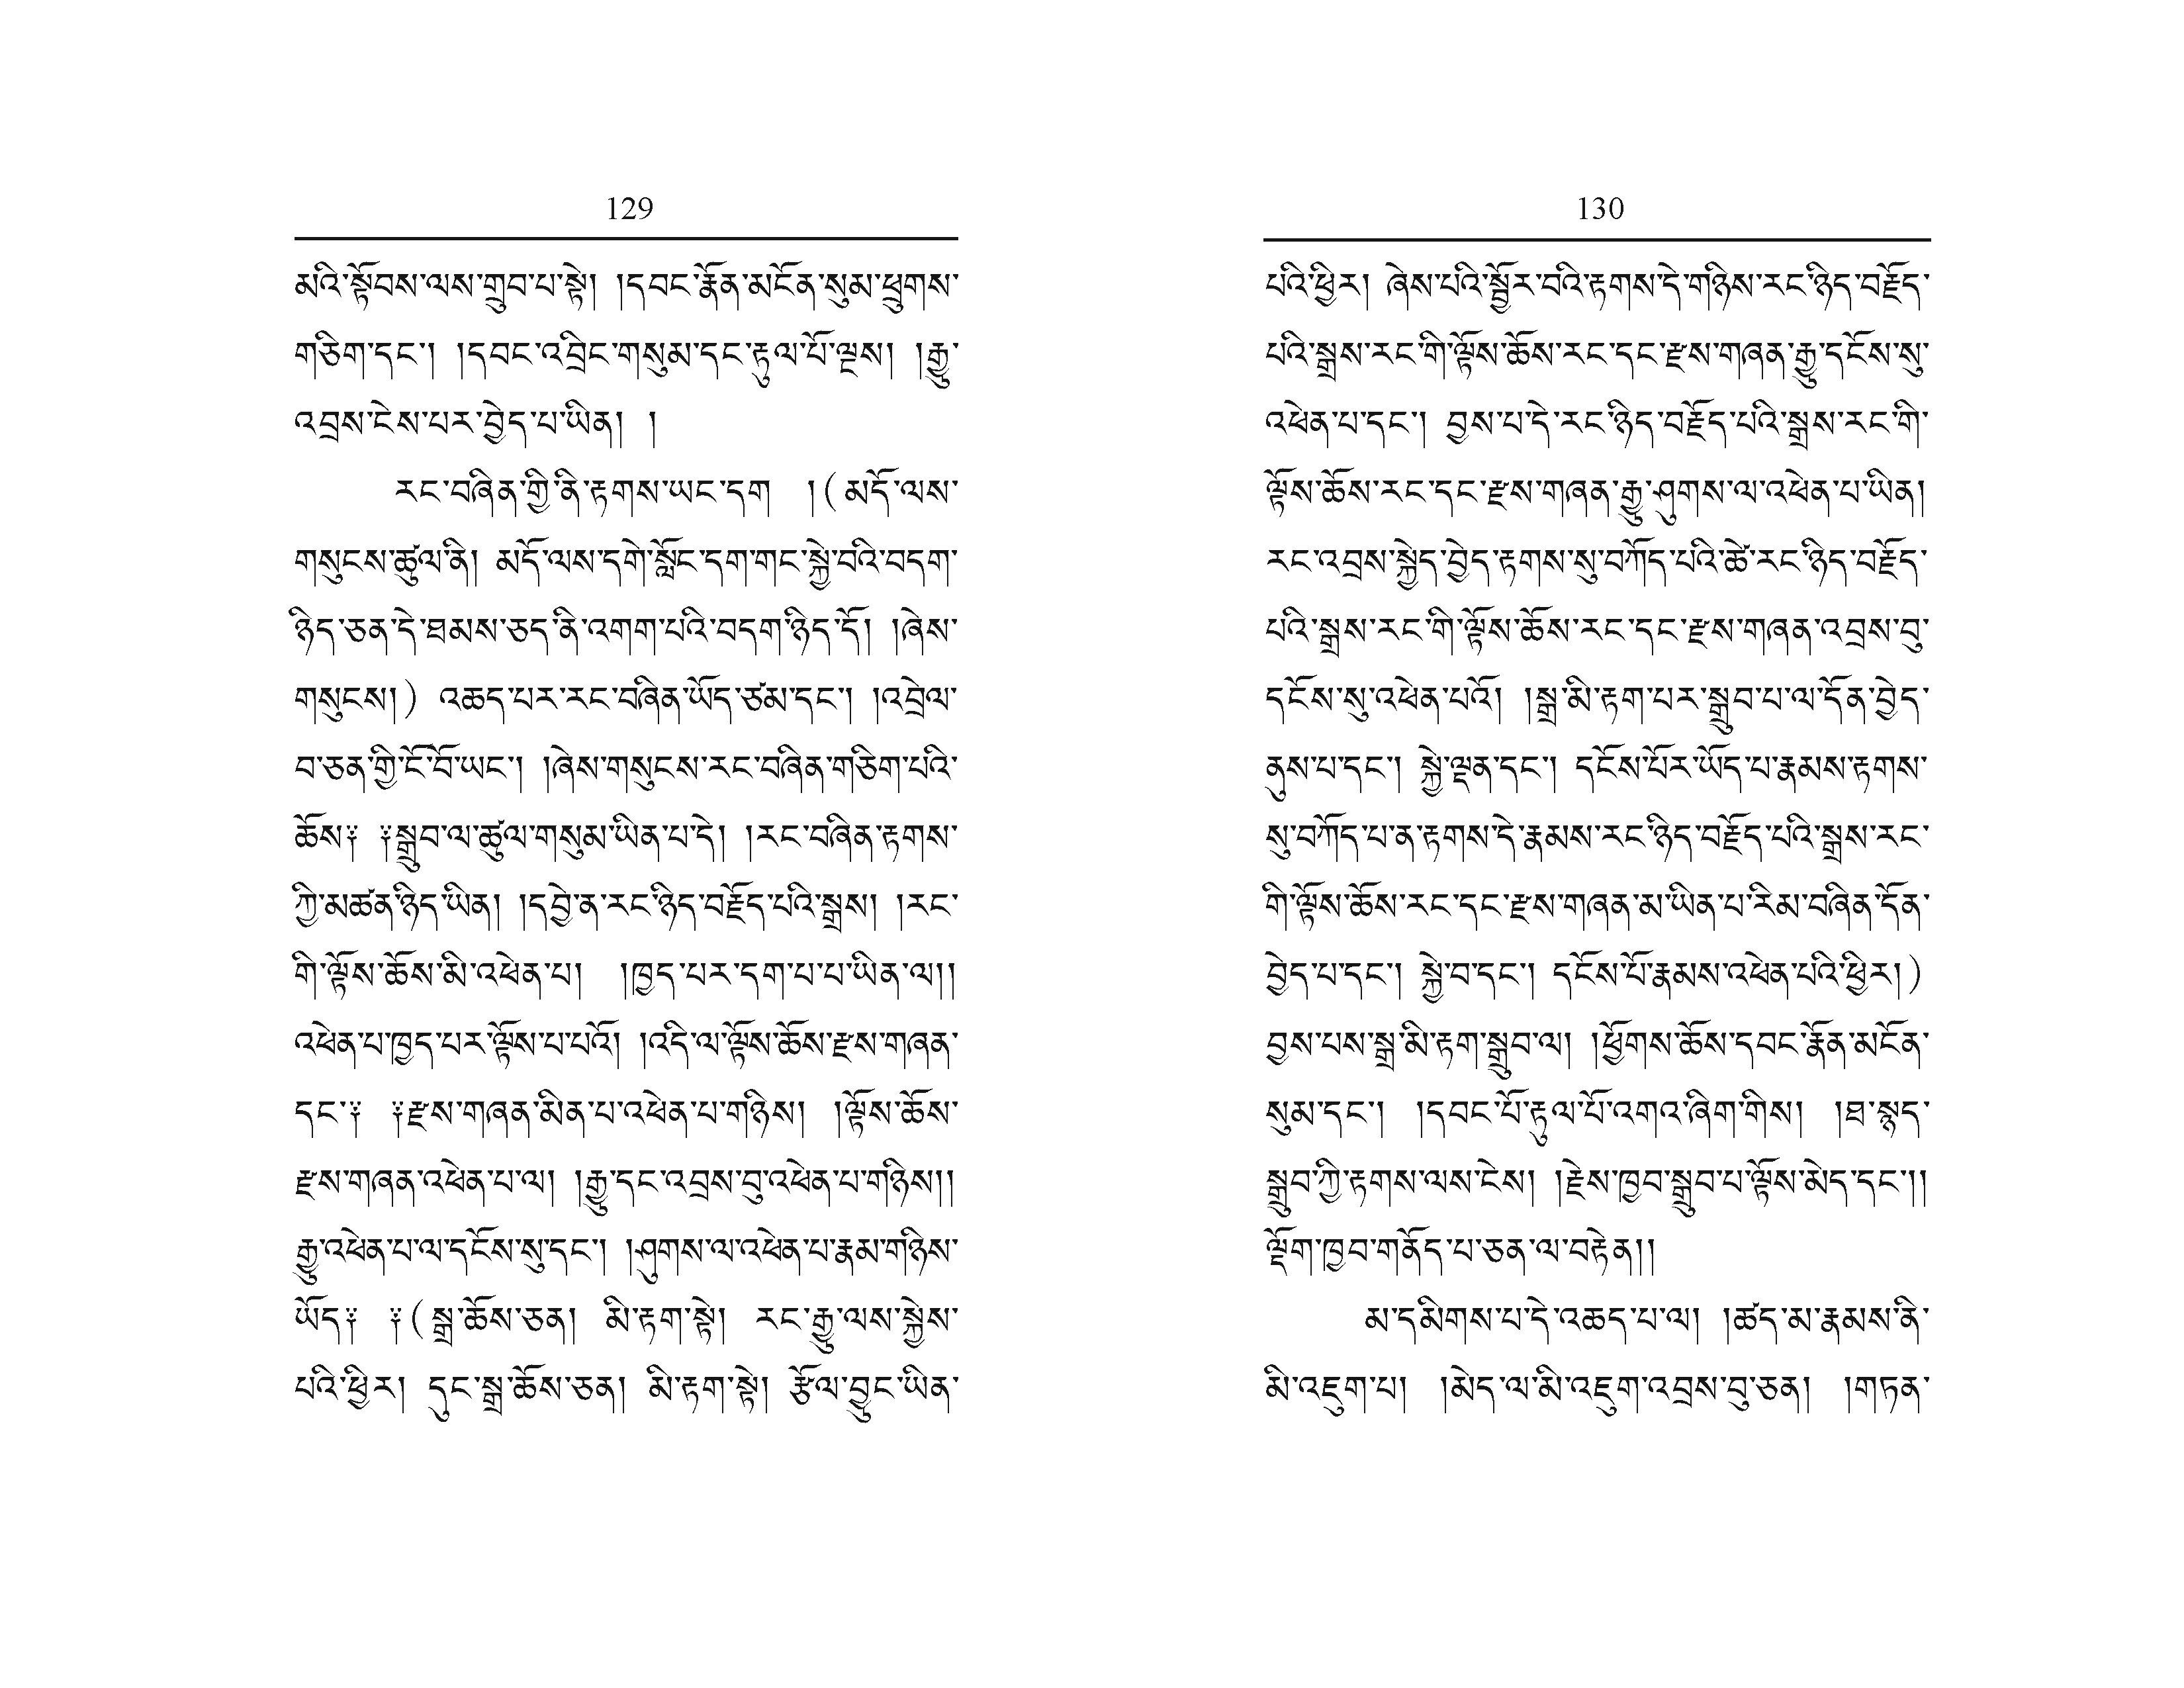 129
མའི་སྟོབས་ལས་གྲུབ་པ་སྟེ། །དབང་རྣོན་མངོན་སུམ་ཕྲུགས་
གཅིག་དང་། །དབང་འབྲིང་གསུམ་དང་རྟུལ་པོ་ལྔས། །རྒྱུ་
འབྲས་ངེས་པར་བྱེད་པ་ཡིན། །
རང་བཞིན་གྱི་ནི་རྟགས་ཡང་དག །(མདོ་ལས་
གསུངས་ཚུལ་ནི། མདོ་ལས་དགེ་སློང་དག་གང་སྐྱེ་བའི་བདག་
ཉིད་ཅན་དེ་ཐམས་ཅད་ནི་འགག་པའི་བདག་ཉིད་དོ། །ཞེས་
གསུངས།) འཆད་པར་རང་བཞིན་ཡོད་ཙམ་དང་། །འབྲེལ་
བ་ཅན་གྱི་ངོ་བོ་ཡང་། །ཞེས་གསུངས་རང་བཞིན་གཅིག་པའི་
ཆོས༑ ༑སྒྲུབ་ལ་ཚུལ་གསུམ་ཡིན་པ་དེ། །རང་བཞིན་རྟགས་
ཀྱི་མཚན་ཉིད་ཡིན། །དབྱེ་ན་རང་ཉིད་བརྗོད་པའི་སྒྲས། །རང་
གི་ལྟོས་ཆོས་མི་འཕེན་པ། །ཁྱད་པར་དག་པ་པ་ཡིན་ལ།།
འཕེན་པ་ཁྱད་པར་ལྟོས་པ་པའོ། །འདི་ལ་ལྟོས་ཆོས་རྫས་གཞན་
དང་༑ ༑རྫས་གཞན་མིན་པ་འཕེན་པ་གཉིས། །ལྟོས་ཆོས་
རྫས་གཞན་འཕེན་པ་ལ། །རྒྱུ་དང་འབྲས་བུ་འཕེན་པ་གཉིས།།
རྒྱུ་འཕེན་པ་ལ་དངོས་སུ་དང་། །ཤུགས་ལ་འཕེན་པ་རྣམ་གཉིས་
ཡོད༑ ༑(སྒྲ་ཆོས་ཅན། མི་རྟག་སྟེ། རང་རྒྱུ་ལས་སྐྱེས་
པའི་ཕྱིར། དུང་སྒྲ་ཆོས་ཅན། མི་རྟག་སྟེ། རྩོལ་བྱུང་ཡིན་
130
པའི་ཕྱིར། ཞེས་པའི་སྦྱོར་བའི་རྟགས་དེ་གཉིས་རང་ཉིད་བརྗོད་
པའི་སྒྲས་རང་གི་ལྟོས་ཆོས་རང་དང་རྫས་གཞན་རྒྱུ་དངོས་སུ་
འཕེན་པ་དང་། བྱས་པ་དེ་རང་ཉིད་བརྗོད་པའི་སྒྲས་རང་གི་
ལྟོས་ཆོས་རང་དང་རྫས་གཞན་རྒྱུ་ཤུགས་ལ་འཕེན་པ་ཡིན།
རང་འབྲས་སྐྱེད་བྱེད་རྟགས་སུ་བཀོད་པའི་ཚེ་རང་ཉིད་བརྗོད་
པའི་སྒྲས་རང་གི་ལྟོས་ཆོས་རང་དང་རྫས་གཞན་འབྲས་བུ་
དངོས་སུ་འཕེན་པའོ། །སྒྲ་མི་རྟག་པར་སྒྲུབ་པ་ལ་དོན་བྱེད་
ནུས་པ་དང་། སྐྱེ་ལྡན་དང་། དངོས་པོར་ཡོད་པ་རྣམས་རྟགས་
སུ་བཀོད་པ་ན་རྟགས་དེ་རྣམས་རང་ཉིད་བརྗོད་པའི་སྒྲས་རང་
གི་ལྟོས་ཆོས་རང་དང་རྫས་གཞན་མ་ཡིན་པ་རིམ་བཞིན་དོན་
བྱེད་པ་དང་། སྐྱེ་བ་དང་། དངོས་པོ་རྣམས་འཕེན་པའི་ཕྱིར།)
བྱས་པས་སྒྲ་མི་རྟག་སྒྲུབ་ལ། །ཕྱོགས་ཆོས་དབང་རྣོན་མངོན་
སུམ་དང་། །དབང་པོ་རྟུལ་པོ་འགའ་ཞིག་གིས། །ཐ་སྙད་
སྒྲུབ་ཀྱི་རྟགས་ལས་ངེས། །རྗེས་ཁྱབ་སྒྲུབ་པ་ལྟོས་མེད་དང་།།
ལྡོག་ཁྱབ་གནོད་པ་ཅན་ལ་བརྟེན།།
མ་དམིགས་པ་དེ་འཆད་པ་ལ། །ཚད་མ་རྣམས་ནི་
མི་འཇུག་པ། །མེད་ལ་མི་འཇུག་འབྲས་བུ་ཅན། །གཏན་